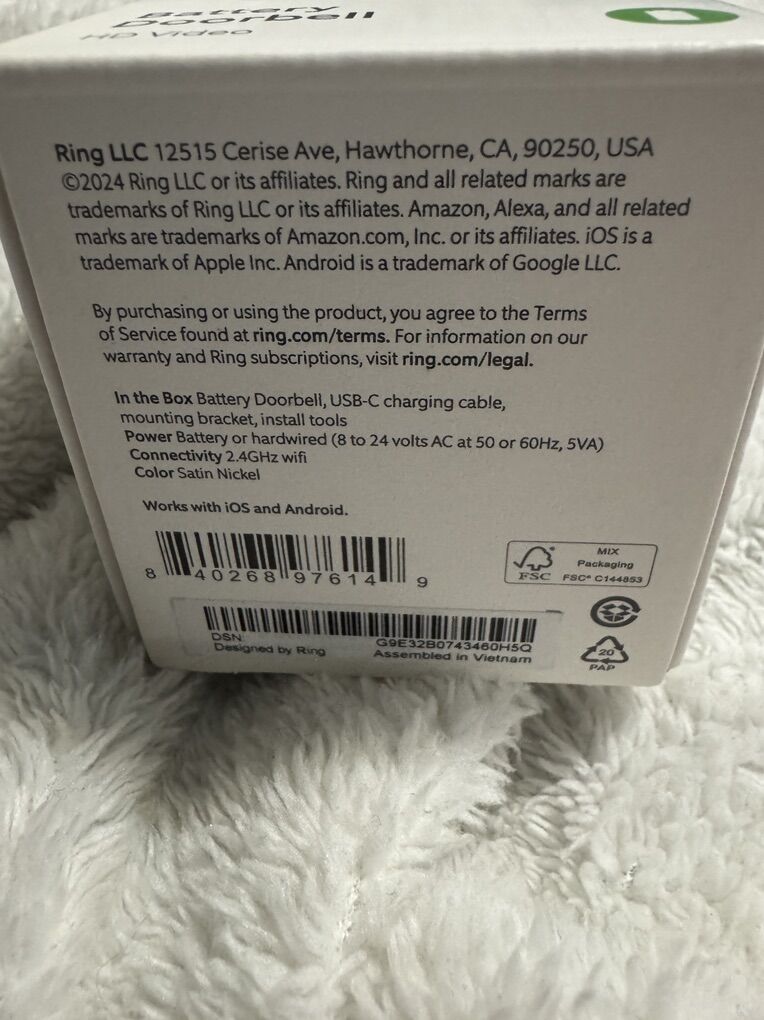 Battery
Doorbell
HD Video
Ring LLC 12515 Cerise Ave, Hawthorne, CA, 90250, USA
©2024 Ring LLC or its affiliates. Ring and all related marks are
trademarks of Ring LLC or its affiliates. Amazon, Alexa, and all related
marks are trademarks of Amazon.com, Inc. or its affiliates. iOS is a
trademark of Apple Inc. Android is a trademark of Google LLC.
By purchasing or using the product, you agree to the Terms
of Service found at ring.com/terms. For information on our
warranty and Ring subscriptions, visit ring.com/legal.
In the Box Battery Doorbell, USB-C charging cable,
mounting bracket, install tools
Power Battery or hardwired (8 to 24 volts AC at 50 or 60Hz, 5VA)
Connectivity 2.4GHz wifi
Color Satin Nickel
Works with iOS and Android.
8 40268 97614 9
MIX
Packaging
FSC® C144853
FSC
DSN: G9E32B0743460H5Q
Designed by Ring Assembled in Vietnam
20
PAP